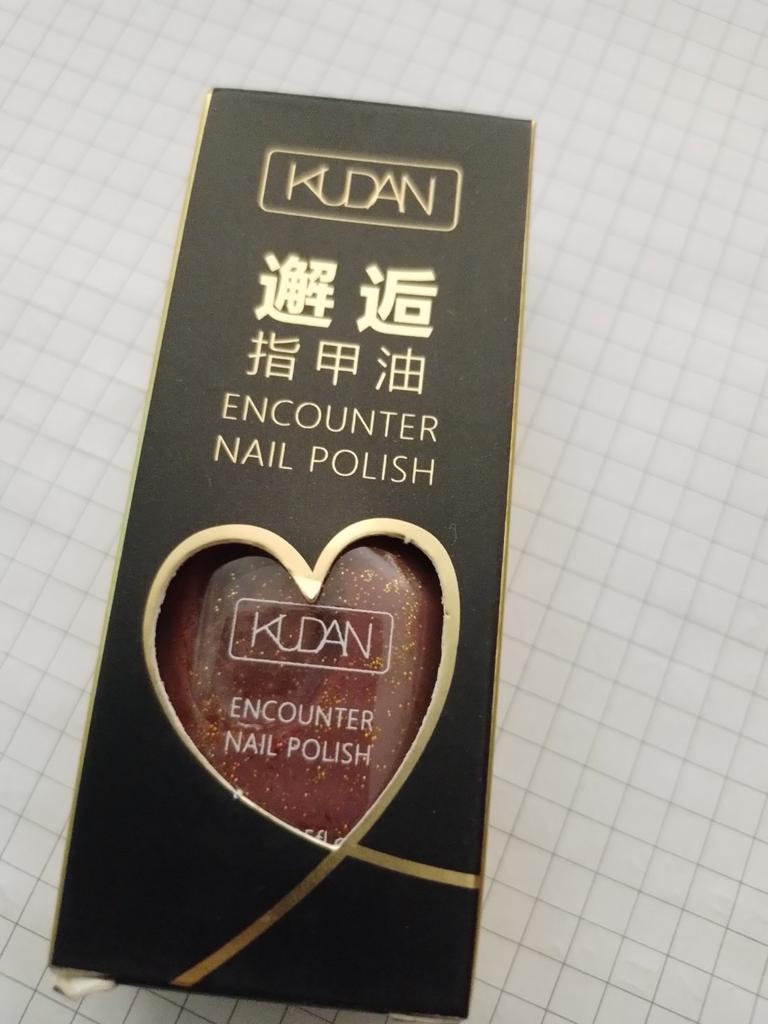 KUDAN
邂逅
指甲油
ENCOUNTER
NAIL POLISH
KUDAN
ENCOUNTER
NAIL POLISH